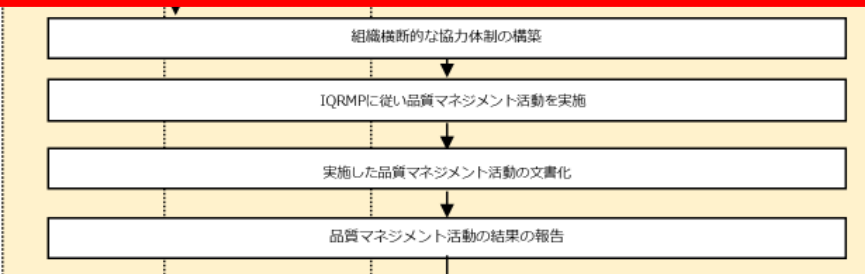 組織横断的な協力体制の構築
IQRMPに従い品質マネジメント活動を実施
実施した品質マネジメント活動の文書化
品質マネジメント活動の結果の報告